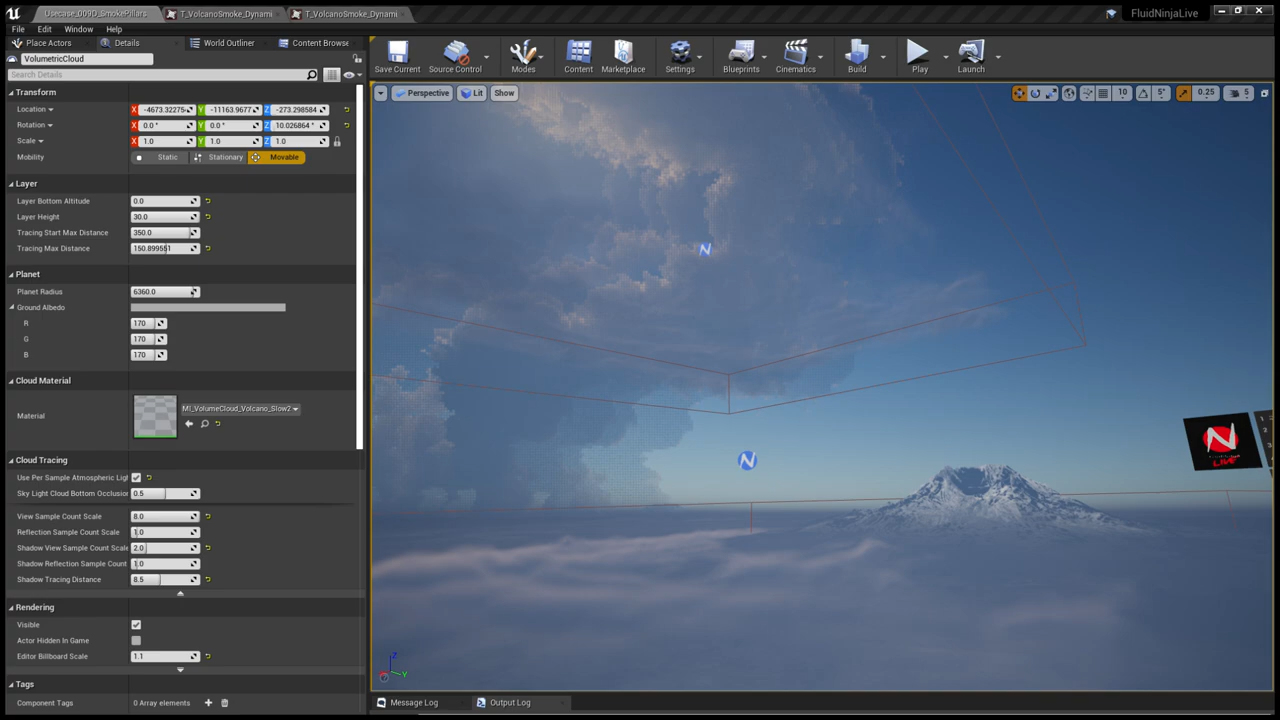 Usecase_009D_SmokePillars
T_VolcanoSmoke_Dynami
T_VolcanoSmoke_Dynami
FluidNinjaLive
File Edit Window Help
Place Actors Details World Outliner Content Browse
VolumetricCloud
Search Details
Save Current Source Control Modes Content Marketplace Settings Blueprints Cinematics Build Play Launch
Perspective Lit Show
10 5° 0.25 5
Transform
Location X -4673.32275 Y -11163.9677 Z -273.298584
Rotation X 0.0 ° Y 0.0 ° Z 10.026864 °
Scale X 1.0 Y 1.0 Z 1.0
Mobility Static Stationary Movable
Layer
Layer Bottom Altitude 0.0
Layer Height 30.0
Tracing Start Max Distance 350.0
Tracing Max Distance 150.899551
Planet
Planet Radius 6360.0
Ground Albedo
R 170
G 170
B 170
Cloud Material
Material MI_VolumeCloud_Volcano_Slow2
Cloud Tracing
Use Per Sample Atmospheric Ligh
Sky Light Cloud Bottom Occlusion 0.5
View Sample Count Scale 8.0
Reflection Sample Count Scale 1.0
Shadow View Sample Count Scale 2.0
Shadow Reflection Sample Count 1.0
Shadow Tracing Distance 8.5
Rendering
Visible
Actor Hidden In Game
Editor Billboard Scale 1.1
Tags
Component Tags 0 Array elements
N
N
N
LIVE
Z
Y
Message Log Output Log